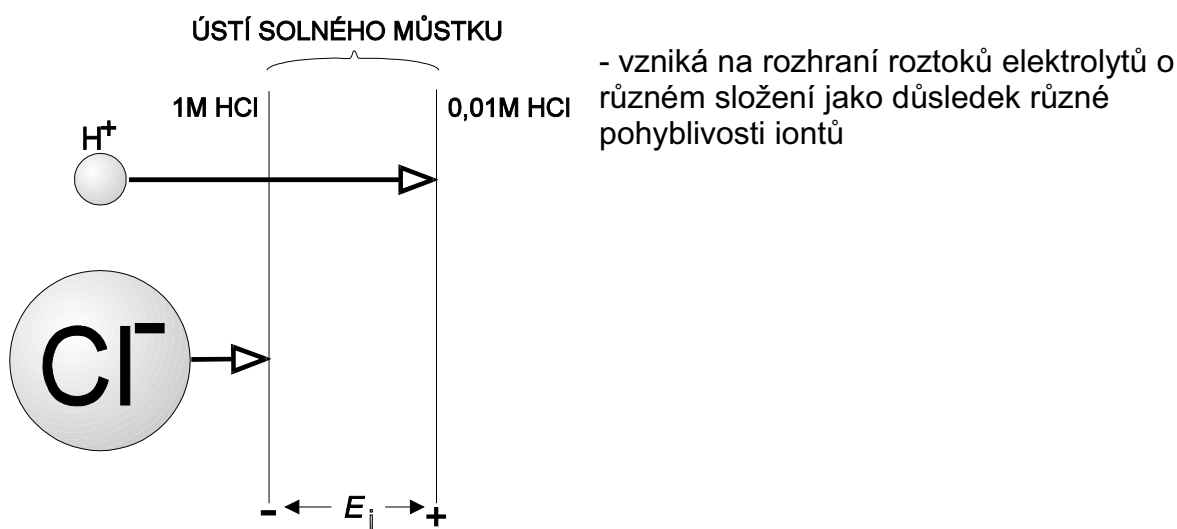 ÚSTÍ SOLNÉHO MŮSTKU
1M HCl
0,01M HCl
H+
Cl-
- Ej +
- vzniká na rozhraní roztoků elektrolytů o
různém složení jako důsledek různé
pohyblivosti iontů